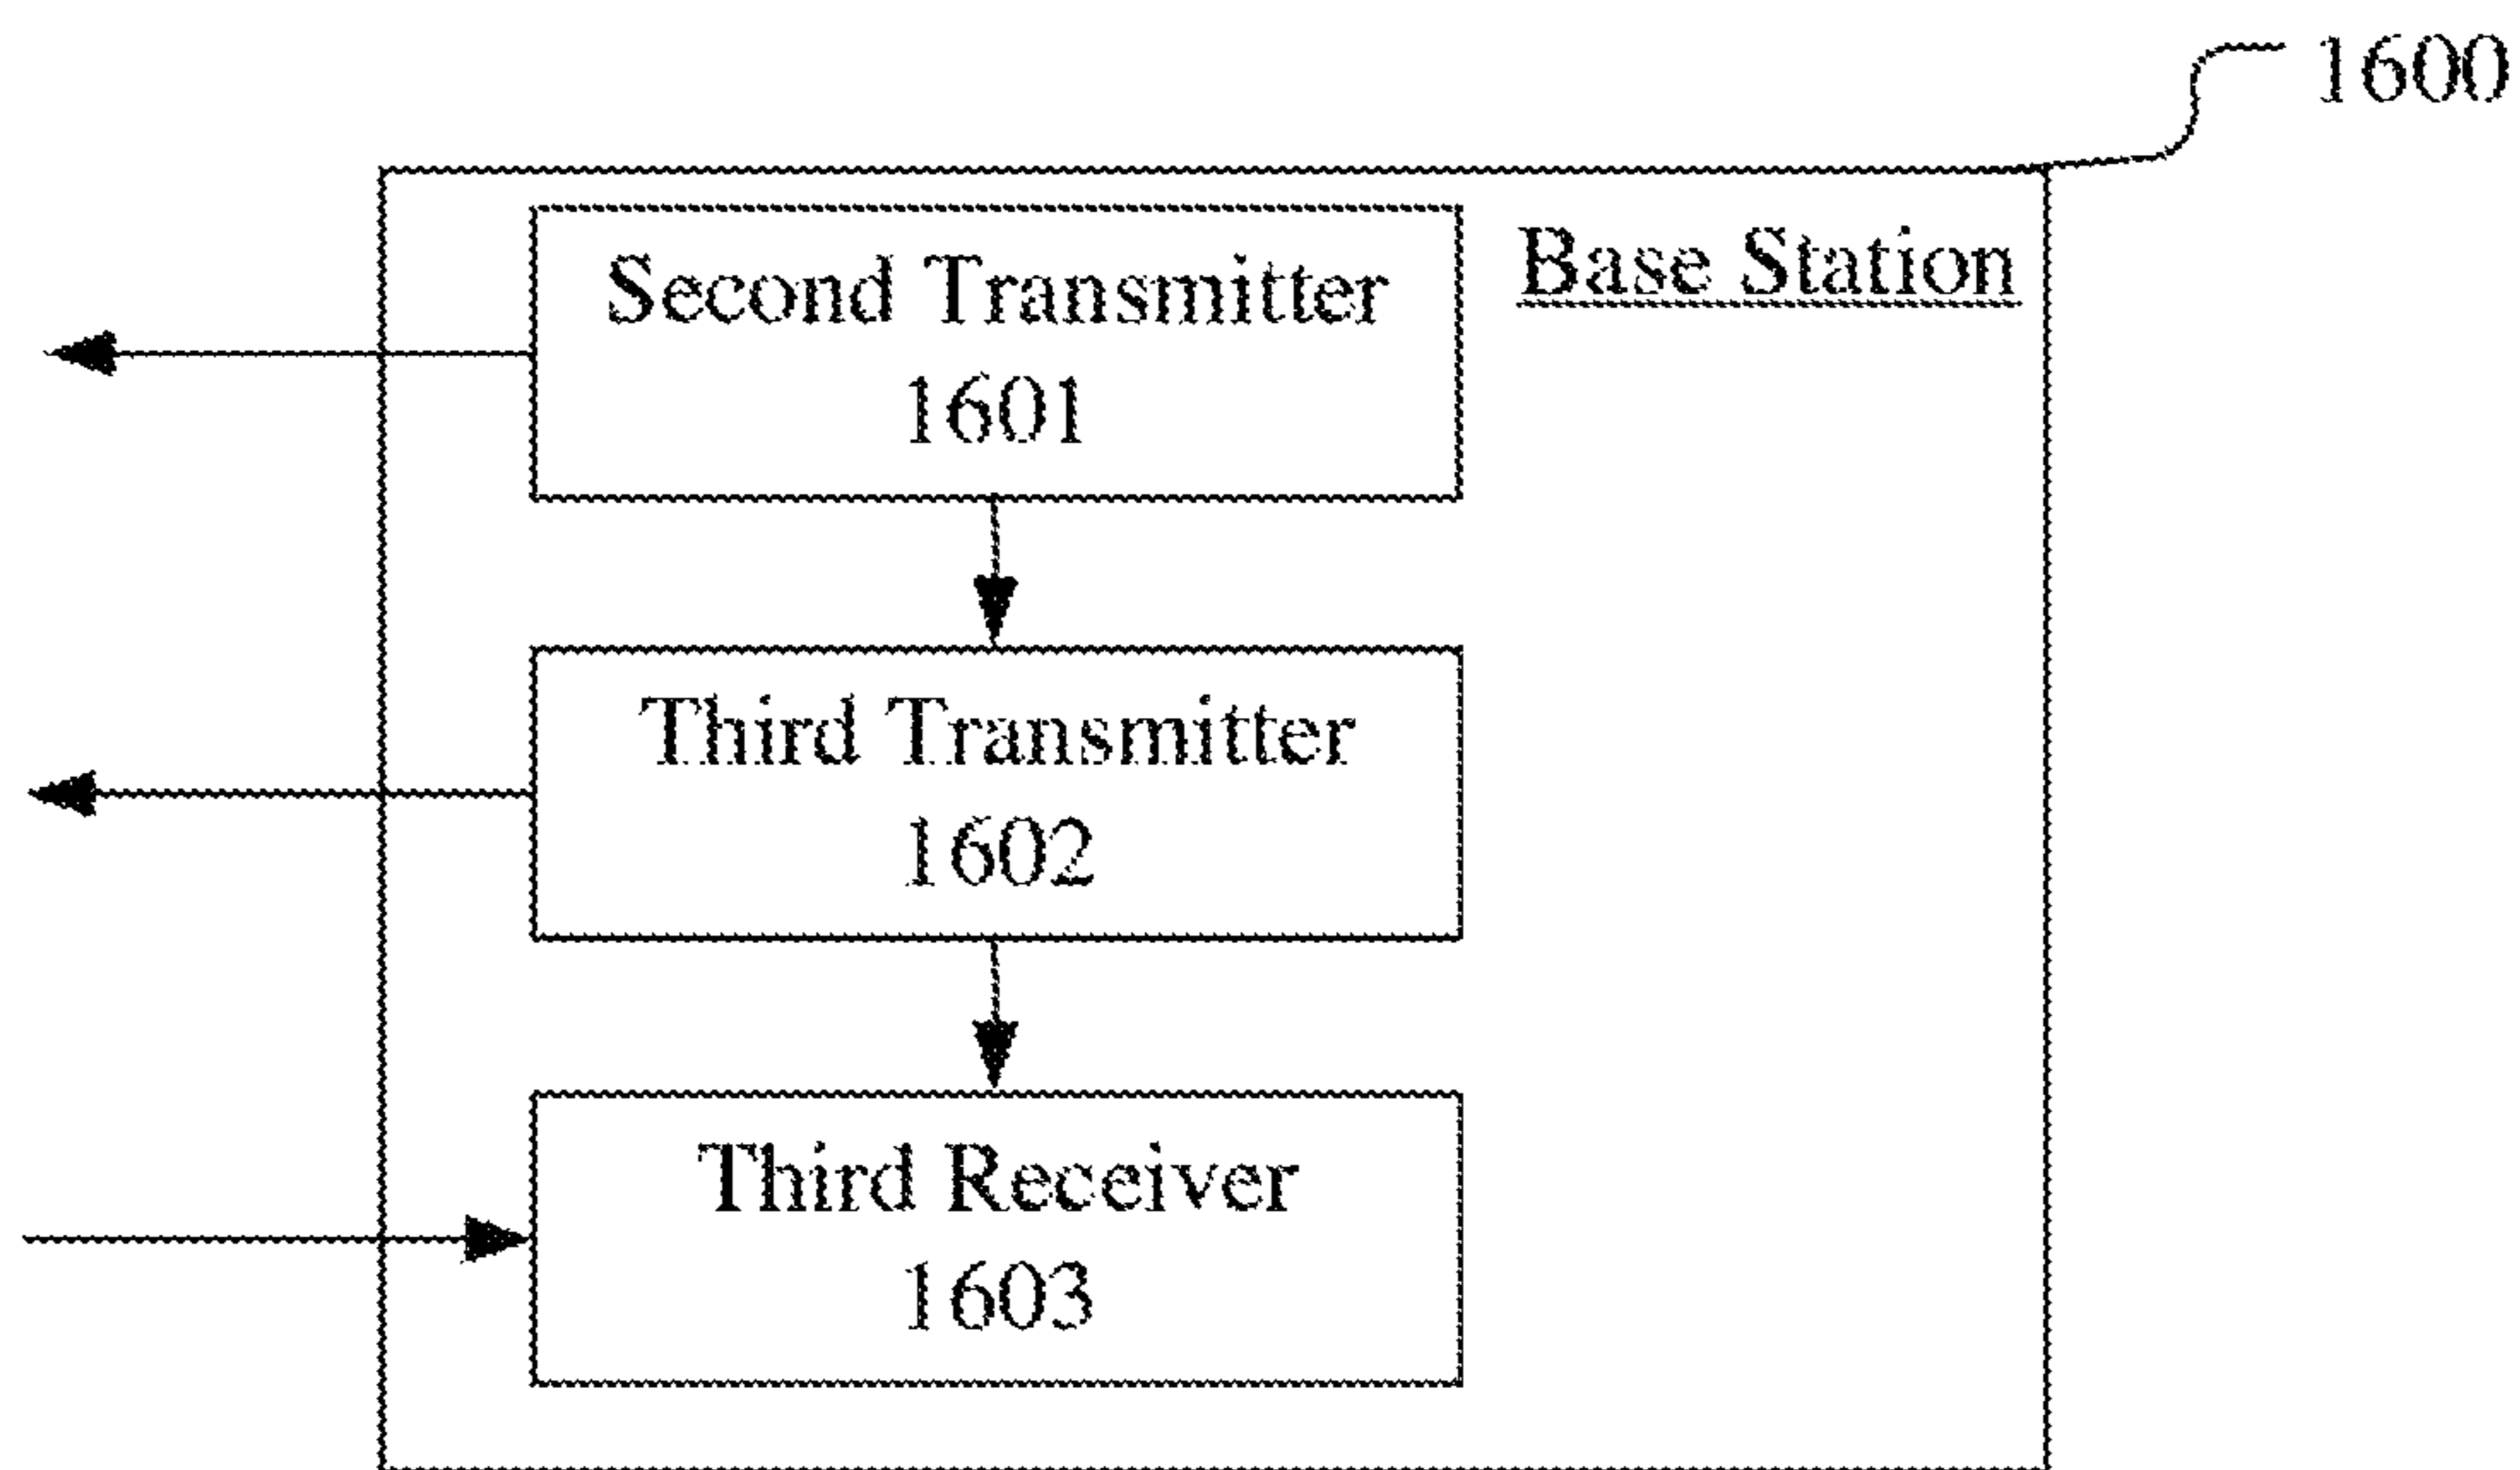 1600
Base Station
Second Transmitter
1601
Third Transmitter
1602
Third Receiver
1603